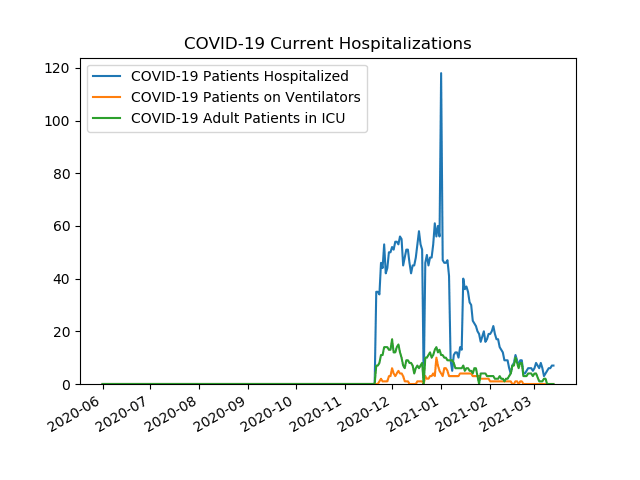 COVID-19 Current Hospitalizations
COVID-19 Patients Hospitalized
COVID-19 Patients on Ventilators
COVID-19 Adult Patients in ICU
120
100
80
60
40
20
0
2020-06 2020-07 2020-08 2020-09 2020-10 2020-11 2020-12 2021-01 2021-02 2021-03